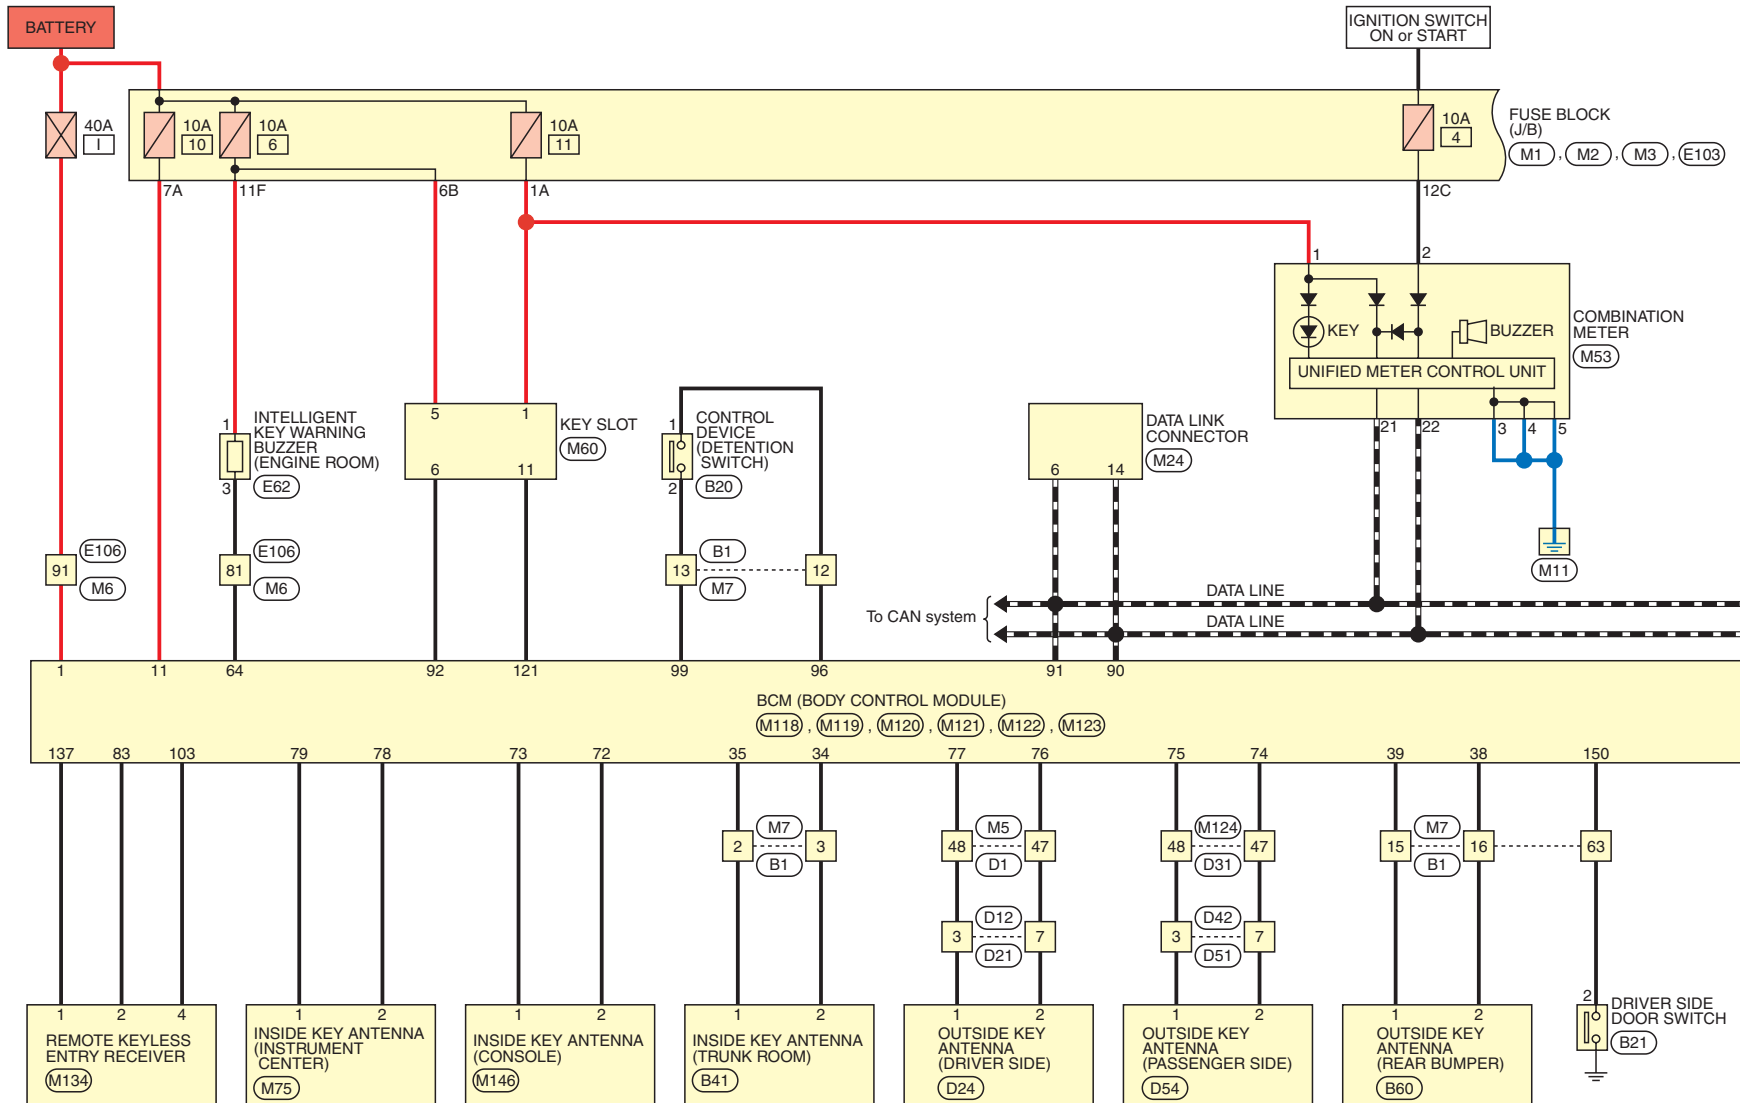 BATTERY
IGNITION SWITCH
ON or START
40A
I
10A
10
10A
6
10A
11
10A
4
FUSE BLOCK
(J/B)
M1 , M2 , M3 , E103
7A
11F
6B
1A
12C
1
2
KEY
BUZZER
UNIFIED METER CONTROL UNIT
COMBINATION
METER
M53
21
22
3
4
5
M11
1
INTELLIGENT
KEY WARNING
BUZZER
(ENGINE ROOM)
3
E62
5
1
6
11
KEY SLOT
M60
1
CONTROL
DEVICE
(DETENTION
SWITCH)
2
B20
6
14
DATA LINK
CONNECTOR
M24
91
E106
M6
81
E106
M6
13
B1
M7
12
To CAN system
DATA LINE
DATA LINE
1
11
64
92
121
99
96
91
90
BCM (BODY CONTROL MODULE)
M118 , M119 , M120 , M121 , M122 , M123
137
83
103
79
78
73
72
35
34
77
76
75
74
39
38
150
2
M7
B1
3
48
M5
D1
47
48
M124
D31
47
15
M7
B1
16
63
3
D12
D21
7
3
D42
D51
7
1
2
4
REMOTE KEYLESS
ENTRY RECEIVER
M134
1
2
INSIDE KEY ANTENNA
(INSTRUMENT
CENTER)
M75
1
2
INSIDE KEY ANTENNA
(CONSOLE)
M146
1
2
INSIDE KEY ANTENNA
(TRUNK ROOM)
B41
1
2
OUTSIDE KEY
ANTENNA
(DRIVER SIDE)
D24
1
2
OUTSIDE KEY
ANTENNA
(PASSENGER SIDE)
D54
1
2
OUTSIDE KEY
ANTENNA
(REAR BUMPER)
B60
2
DRIVER SIDE
DOOR SWITCH
B21